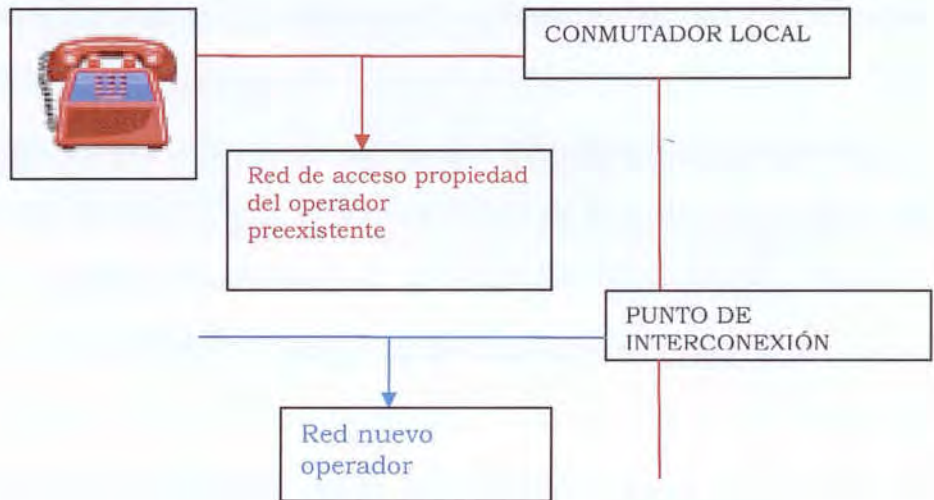 CONMUTADOR LOCAL
Red de acceso propiedad
del operador
preexistente
PUNTO DE
INTERCONEXIÓN
Red nuevo
operador